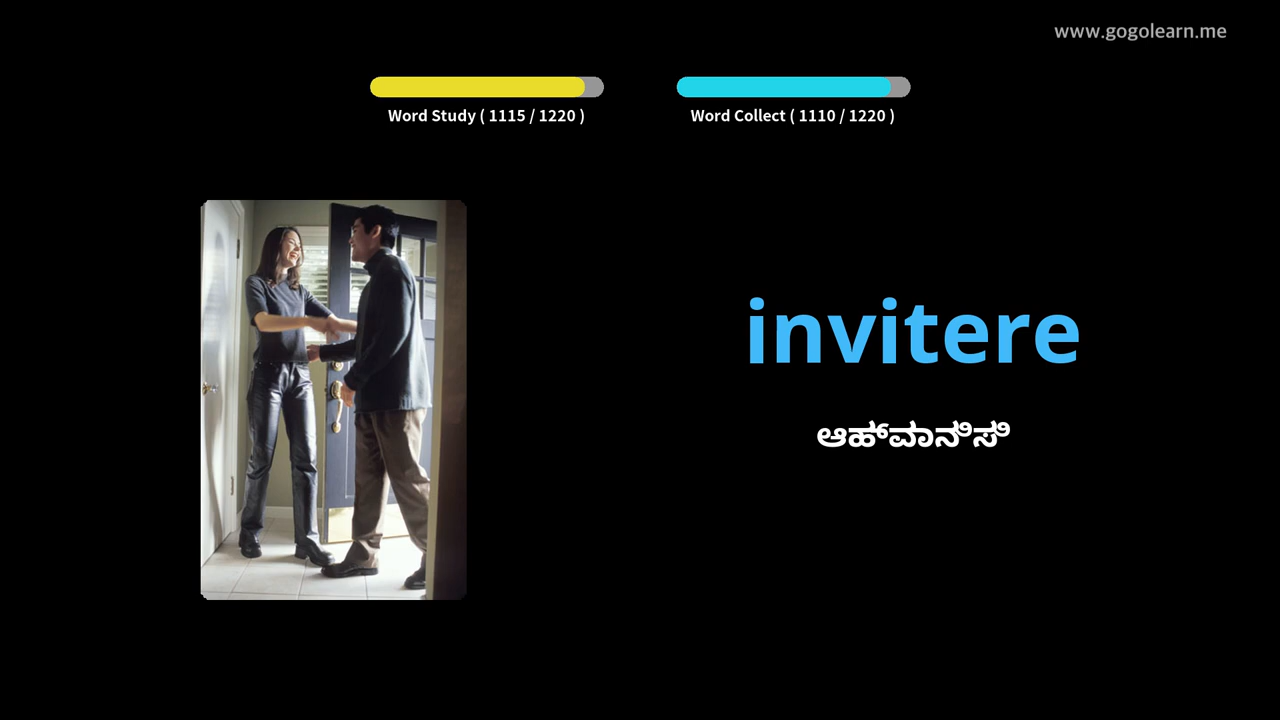 www.gogolearn.me
Word Study ( 1115 / 1220 )
Word Collect ( 1110 / 1220 )
invitere
ಆಹ್ವಾನಿಸಿ